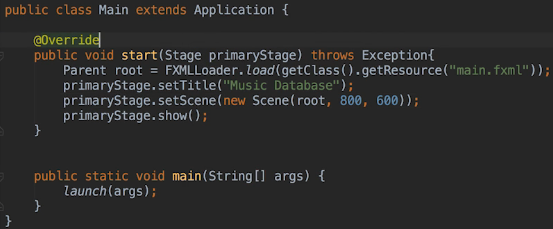 public class Main extends Application {
@Override
public void start(Stage primaryStage) throws Exception{
Parent root = FXMLLoader.load(getClass().getResource("main.fxml"));
primaryStage.setTitle("Music Database");
primaryStage.setScene(new Scene(root, 800, 600));
primaryStage.show();
}
public static void main(String[] args) {
launch(args);
}
}